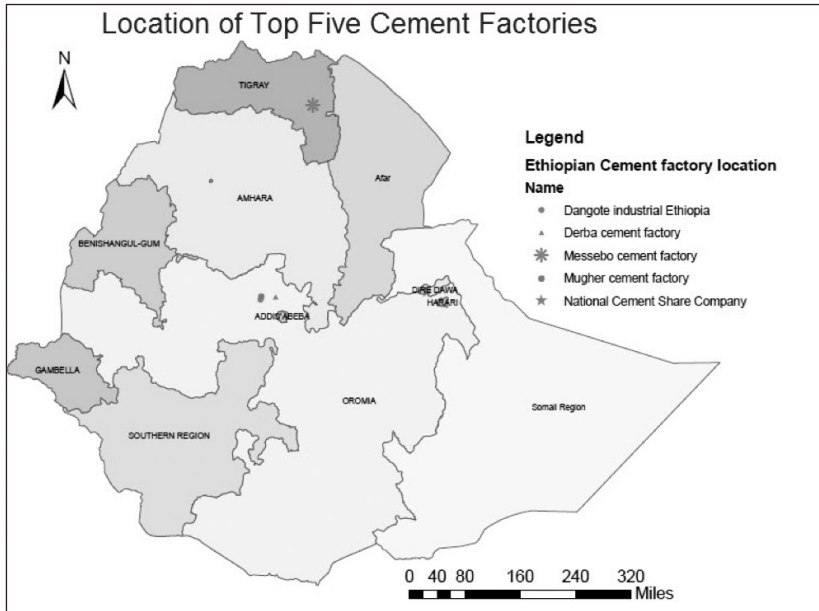 Location of Top Five Cement Factories
N
TIGRAY
Afar
AMHARA
BENISHANGUL-GUM
DIRE DAWA
HARARI
ADDIS ABEBA
GAMBELLA
OROMIA
Somail Region
SOUTHERN REGION
Legend
Ethiopian Cement factory location
Name
Dangote industrial Ethiopia
Derba cement factory
Messebo cement factory
Mugher cement factory
National Cement Share Company
0 40 80 160 240 320
Miles